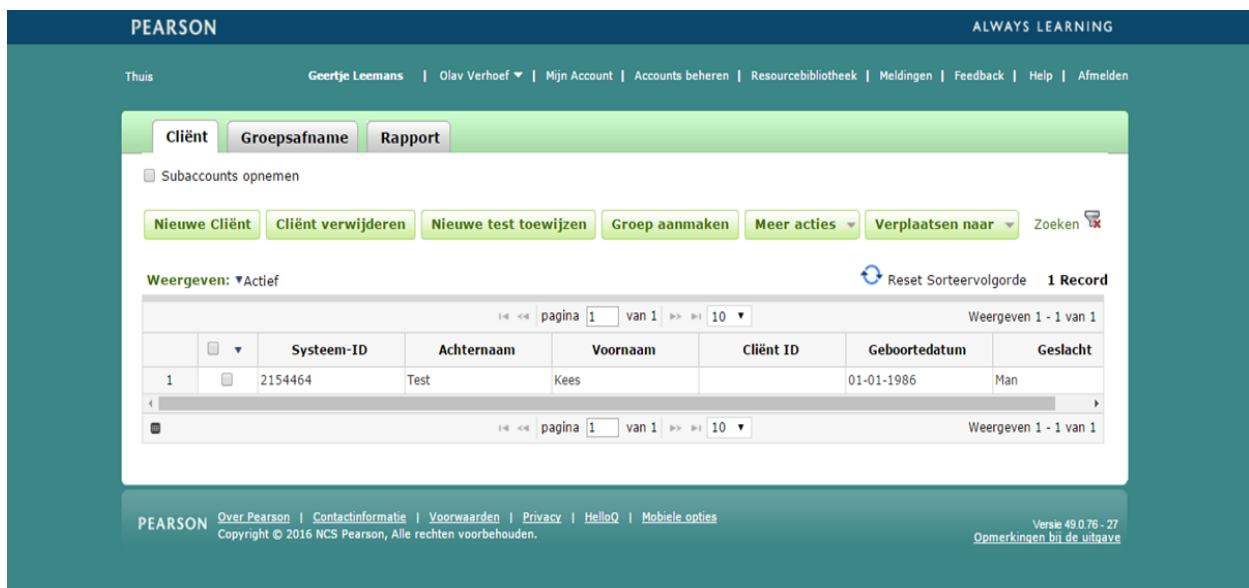 PEARSON ALWAYS LEARNING
Thuis Geertje Leemans | Olav Verhoef | Mijn Account | Accounts beheren | Resourcebibliotheek | Meldingen | Feedback | Help | Afmelden
Cliënt Groepsafname Rapport
Subaccounts opnemen
Nieuwe Cliënt Cliënt verwijderen Nieuwe test toewijzen Groep aanmaken Meer acties Verplaatsen naar Zoeken
Weergeven: Actief Reset Sorteervolgorde 1 Record
pagina 1 van 1 10 Weergeven 1 - 1 van 1
Systeem-ID Achternaam Voornaam Cliënt ID Geboortedatum Geslacht
1 2154464 Test Kees 01-01-1986 Man
pagina 1 van 1 10 Weergeven 1 - 1 van 1
PEARSON Over Pearson | Contactinformatie | Voorwaarden | Privacy | HelloQ | Mobiele opties
Copyright © 2016 NCS Pearson, Alle rechten voorbehouden.
Versie 49.0.76 - 27
Opmerkingen bij de uitgave